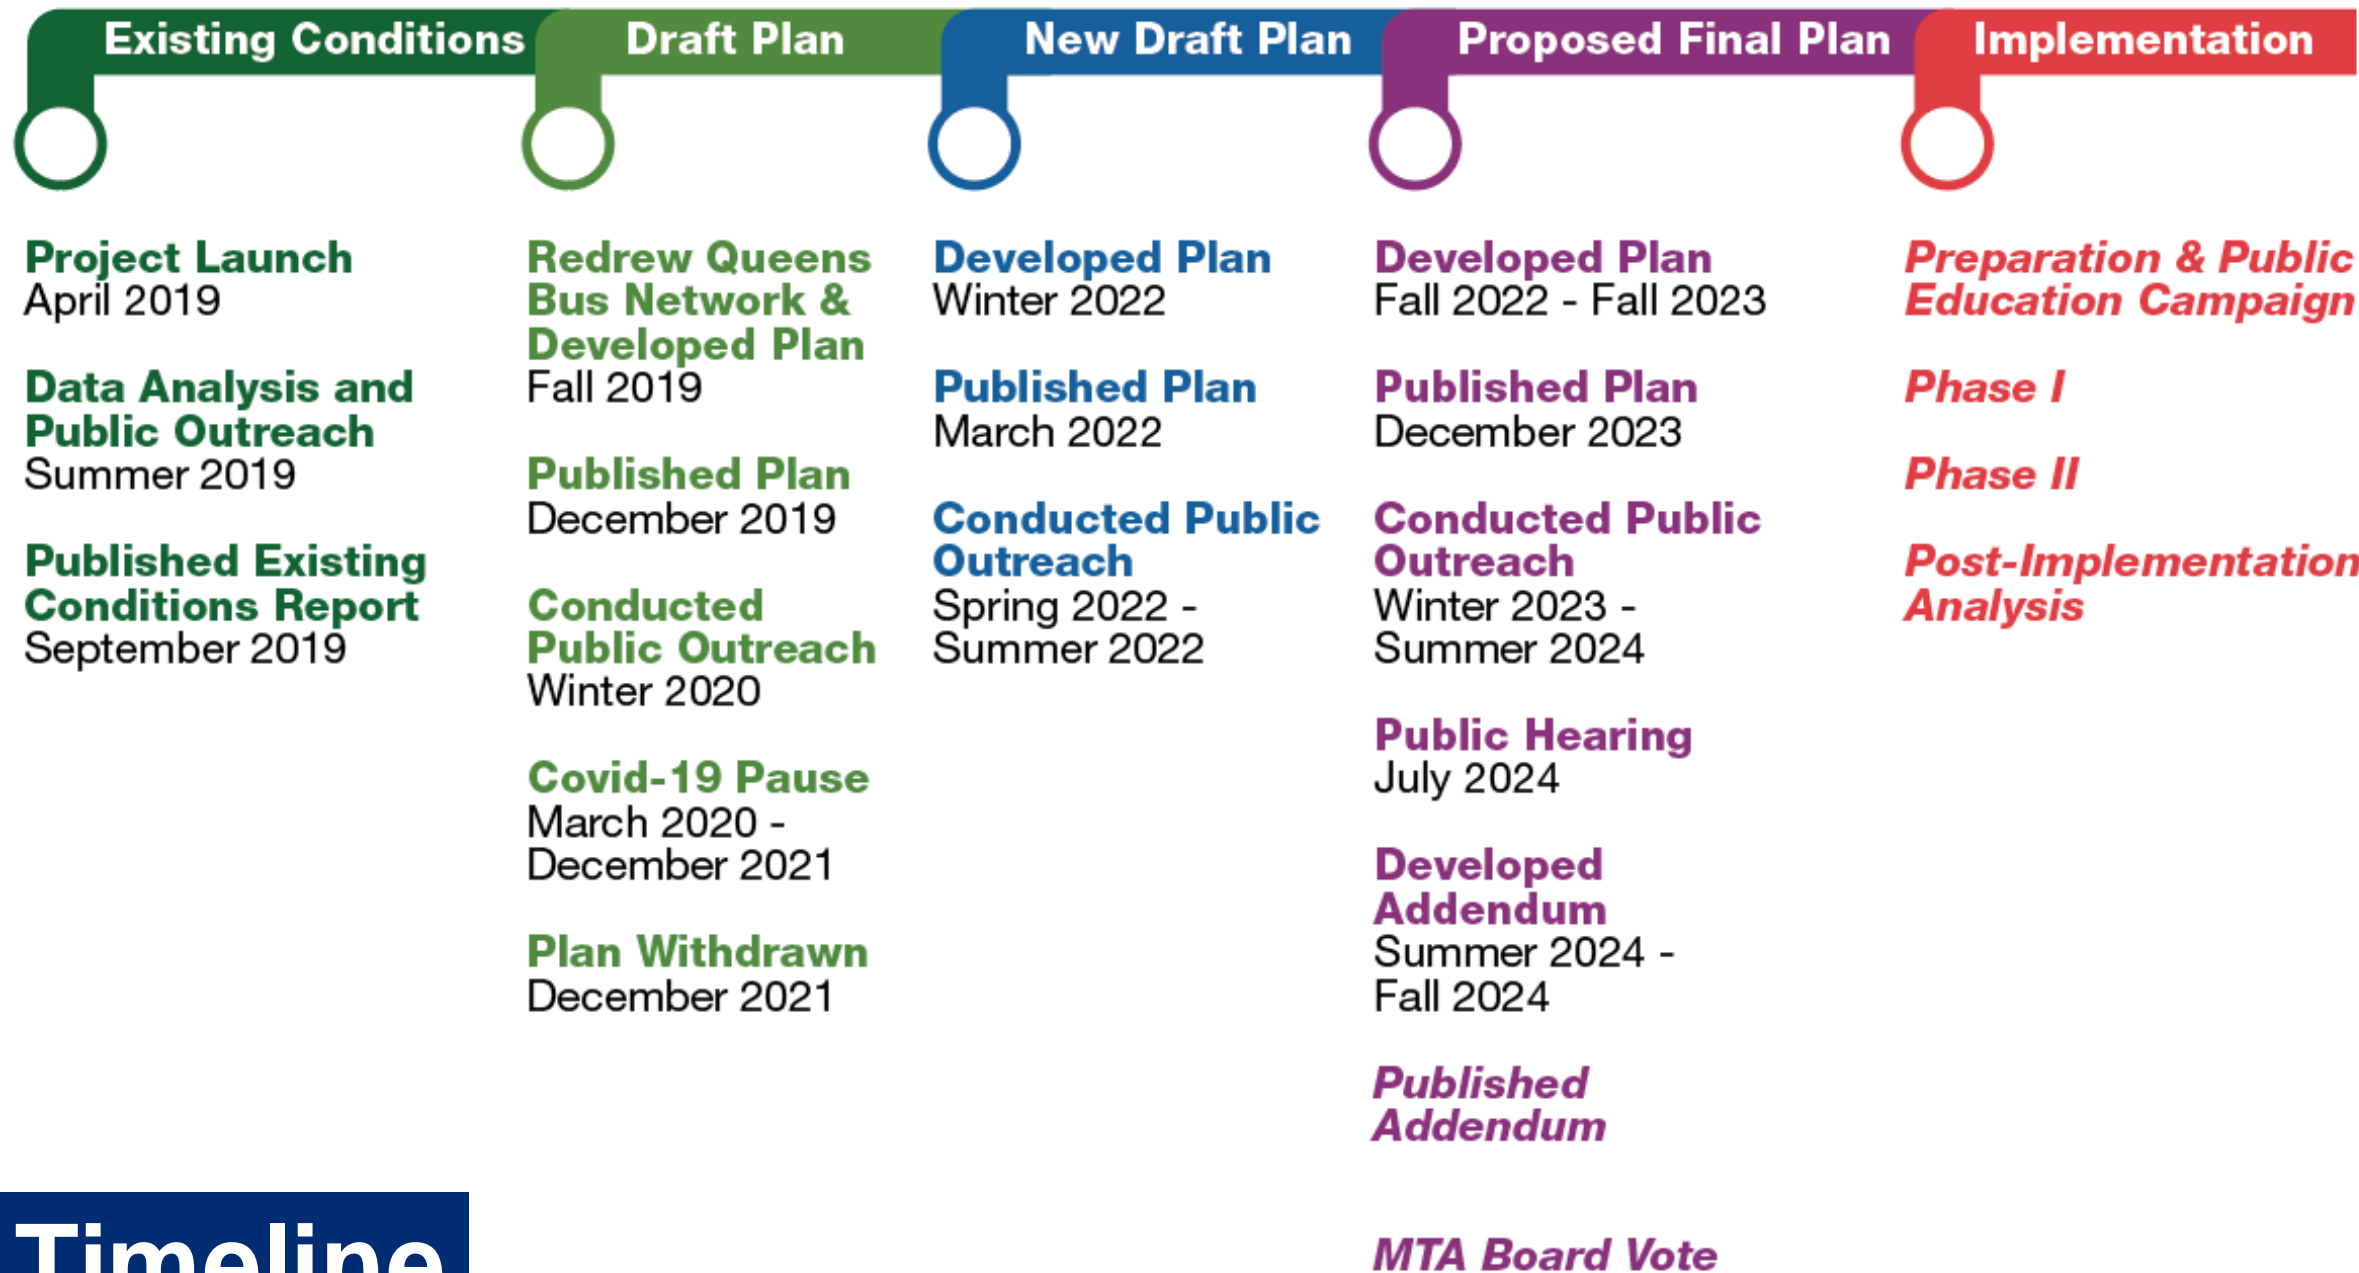 Existing Conditions
Draft Plan
New Draft Plan
Proposed Final Plan
Implementation
Project Launch
April 2019
Data Analysis and
Public Outreach
Summer 2019
Published Existing
Conditions Report
September 2019
Redrew Queens
Bus Network &
Developed Plan
Fall 2019
Published Plan
December 2019
Conducted
Public Outreach
Winter 2020
Covid-19 Pause
March 2020 -
December 2021
Plan Withdrawn
December 2021
Developed Plan
Winter 2022
Published Plan
March 2022
Conducted Public
Outreach
Spring 2022 -
Summer 2022
Developed Plan
Fall 2022 - Fall 2023
Published Plan
December 2023
Conducted Public
Outreach
Winter 2023 -
Summer 2024
Public Hearing
July 2024
Developed
Addendum
Summer 2024 -
Fall 2024
Published
Addendum
MTA Board Vote
Preparation & Public
Education Campaign
Phase I
Phase II
Post-Implementation
Analysis
Timeline